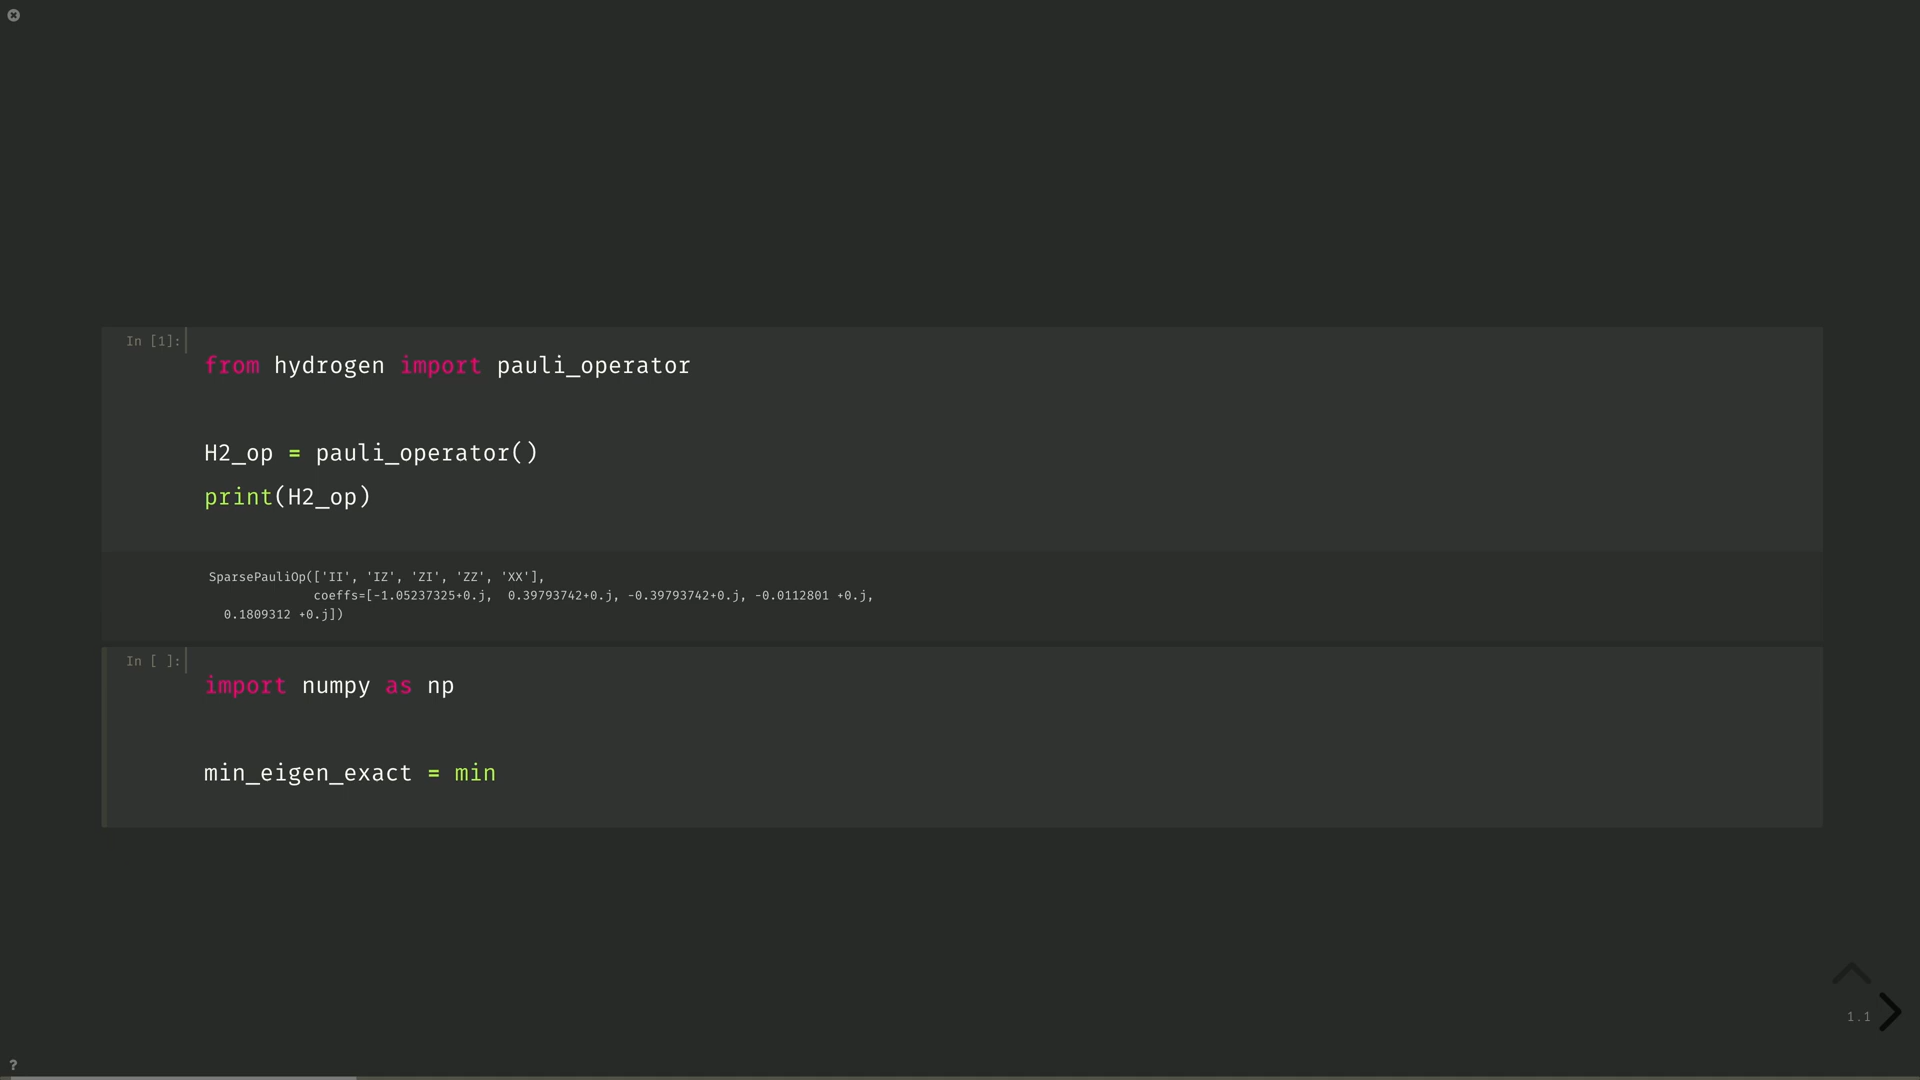 In [1]:
from hydrogen import pauli_operator
H2_op = pauli_operator()
print(H2_op)
SparsePauliOp(['II', 'IZ', 'ZI', 'ZZ', 'XX'],
coeffs=[-1.05237325+0.j,  0.39793742+0.j, -0.39793742+0.j, -0.0112801 +0.j,
0.1809312 +0.j])
In [ ]:
import numpy as np
min_eigen_exact = min
1.1
?